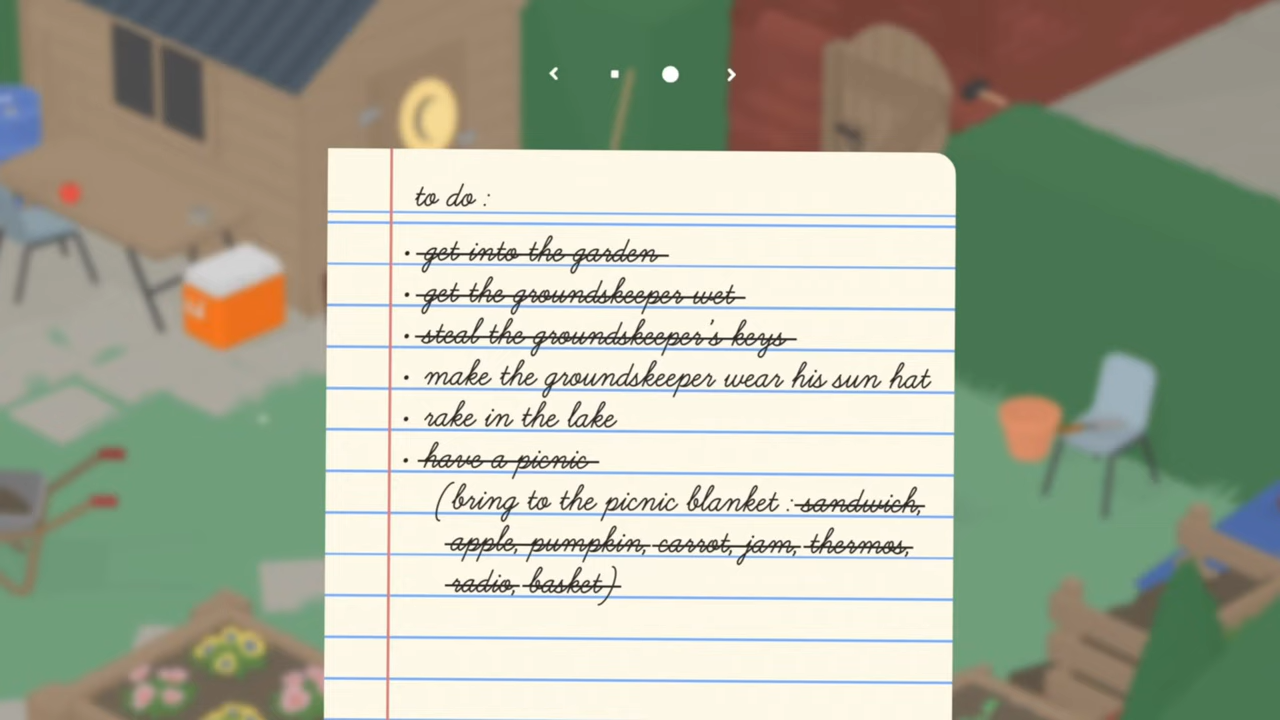 to do :
• get into the garden
• get the groundskeeper wet
• steal the groundskeeper's keys
• make the groundskeeper wear his sun hat
• rake in the lake
• have a picnic
(bring to the picnic blanket : sandwich,
apple, pumpkin, carrot, jam, thermos,
radio, basket)